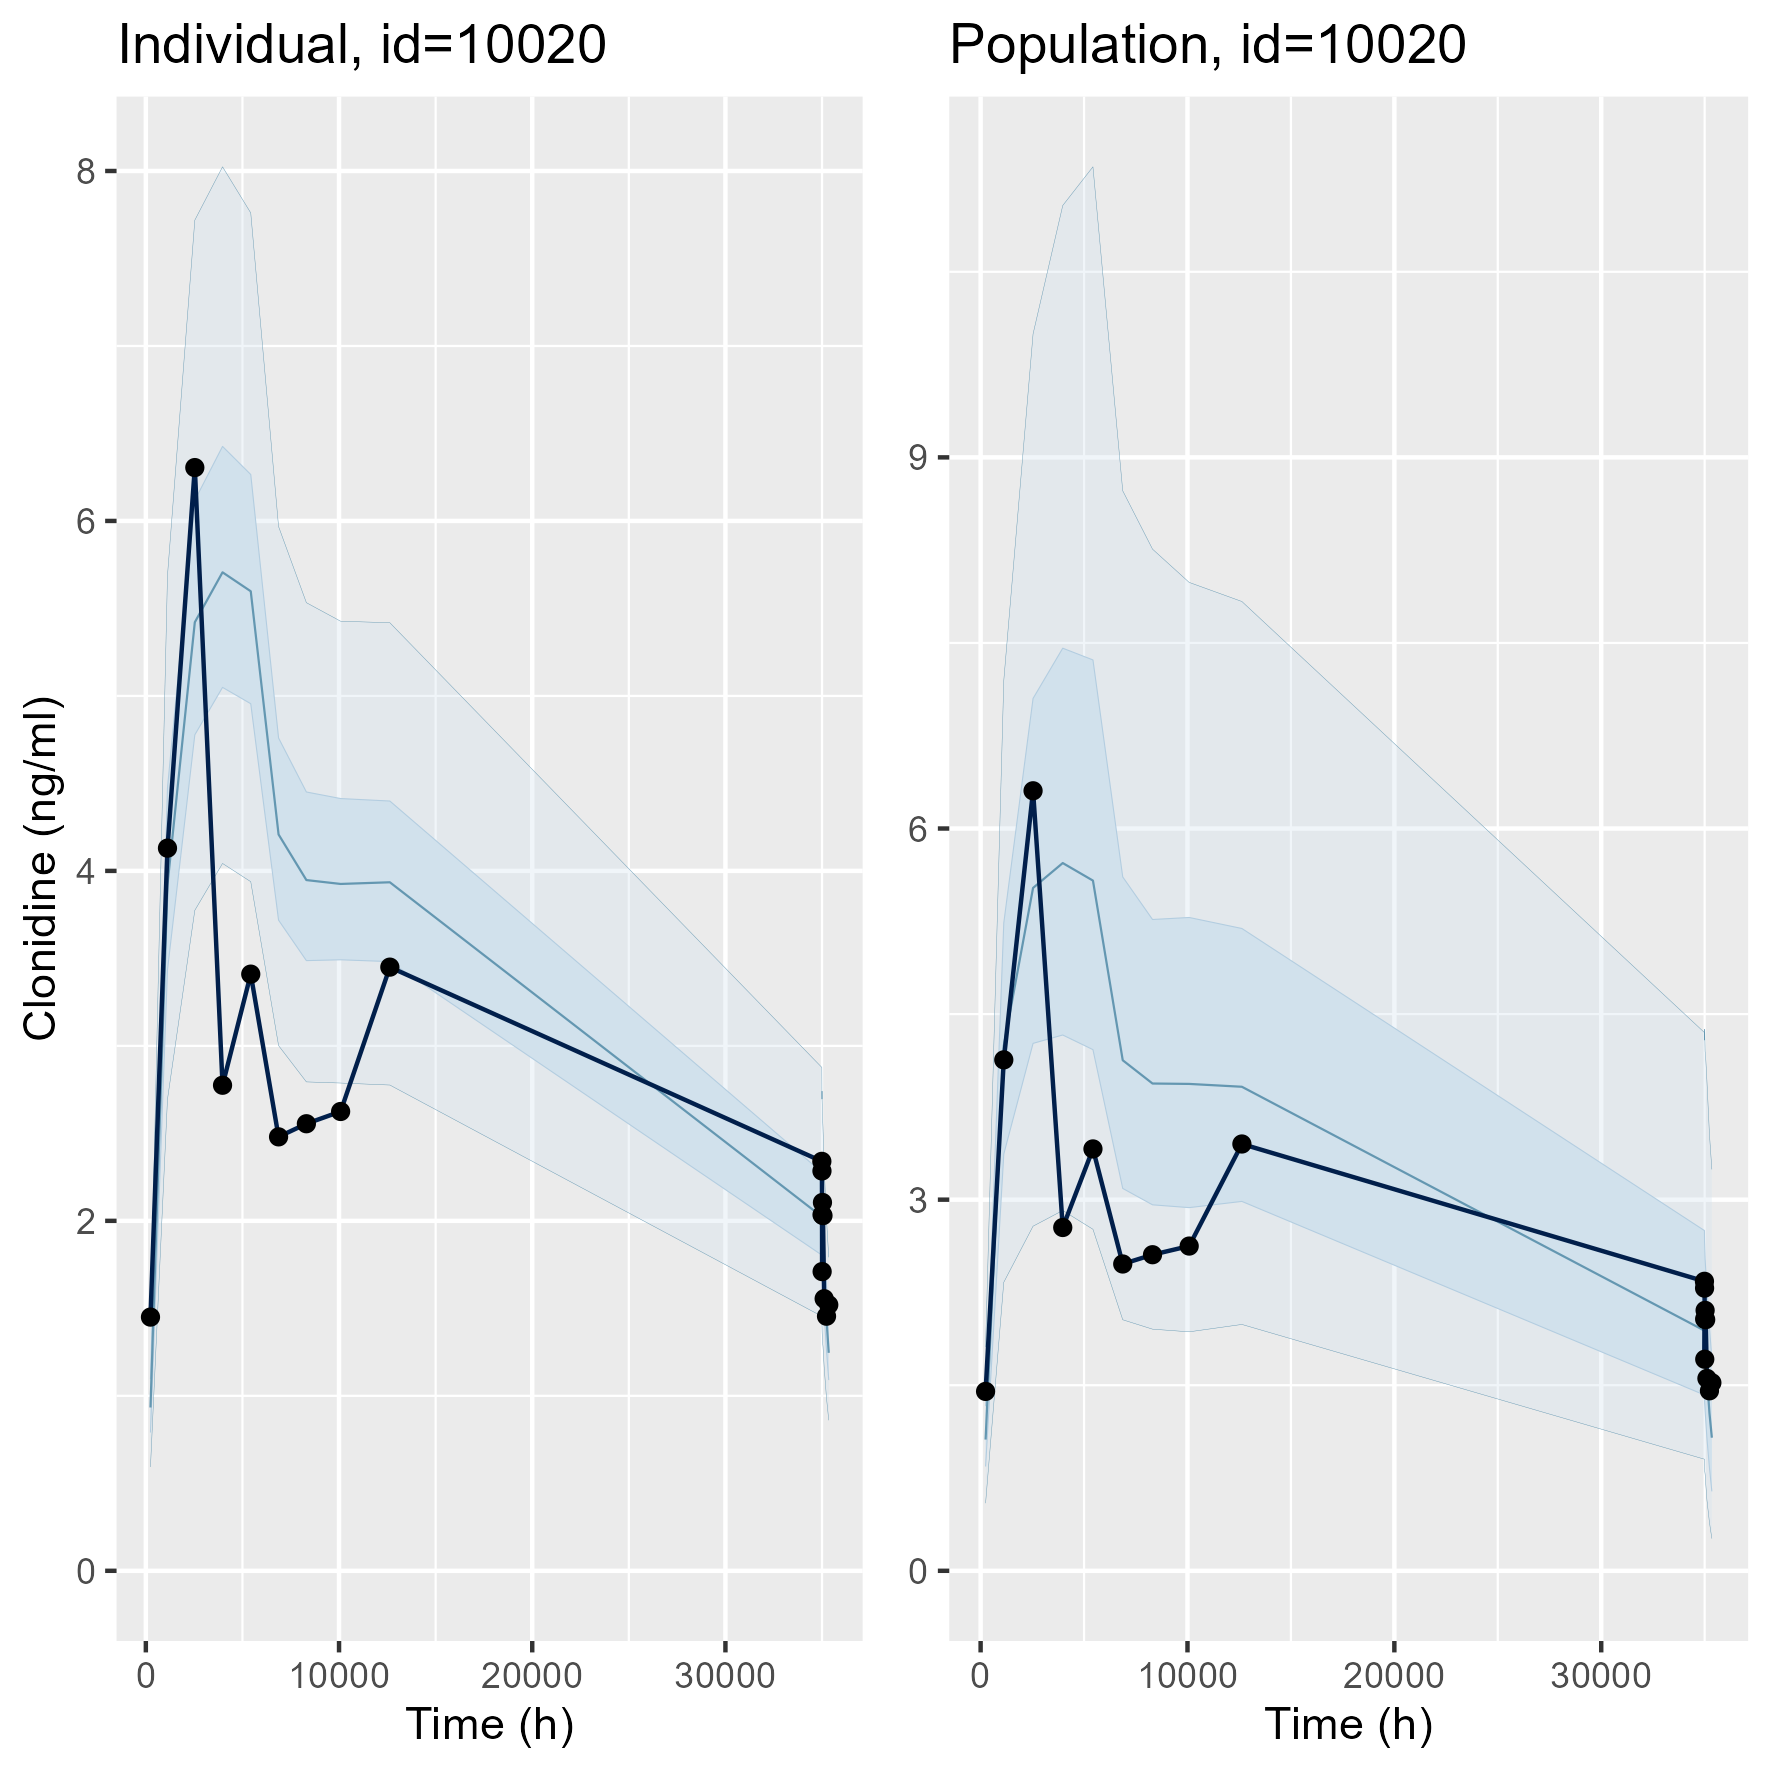 Individual, id=10020
Population, id=10020
Clonidine (ng/ml)
8
6
4
2
0
9
6
3
0
0 10000 20000 30000
0 10000 20000 30000
Time (h)
Time (h)